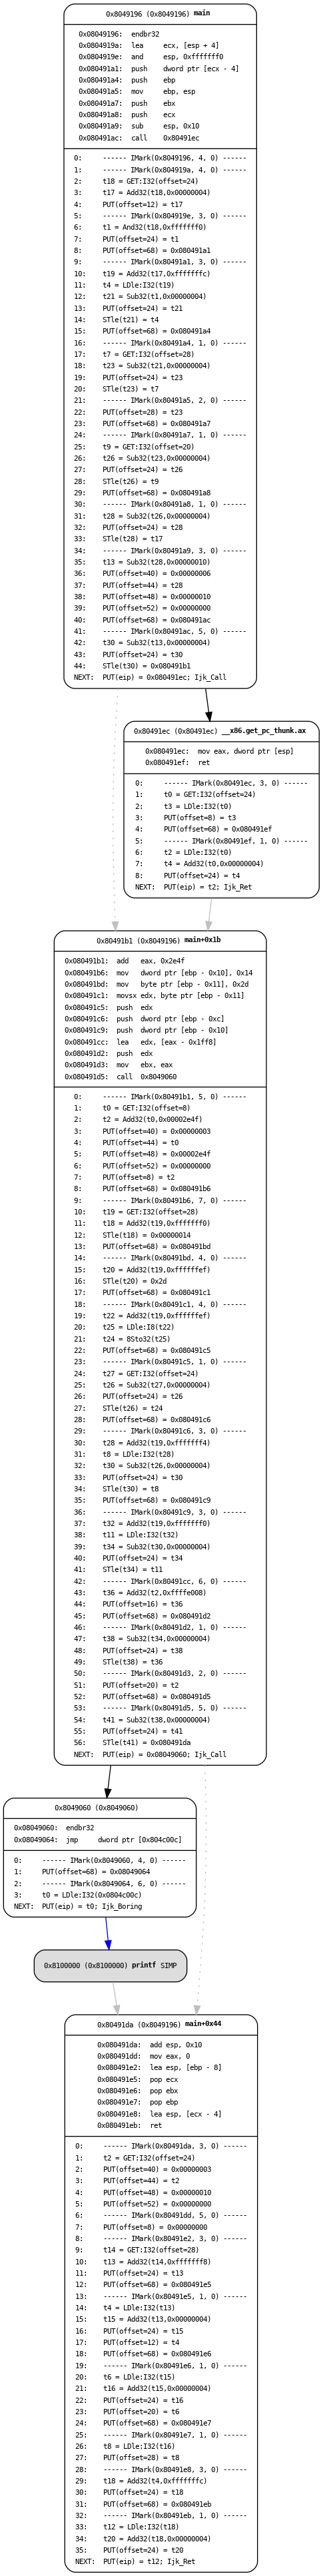 0x8049196 (0x8049196) main
0x08049196: endbr32
0x0804919a: lea ecx, [esp + 4]
0x0804919e: and esp, 0xfffffff0
0x080491a1: push dword ptr [ecx - 4]
0x080491a4: push ebp
0x080491a5: mov ebp, esp
0x080491a7: push ebx
0x080491a8: push ecx
0x080491a9: sub esp, 0x10
0x080491ac: call 0x80491ec
0: ------ IMark(0x8049196, 4, 0) ------
1: ------ IMark(0x804919a, 4, 0) ------
2: t18 = GET:I32(offset=24)
3: t17 = Add32(t18,0x00000004)
4: PUT(offset=12) = t17
5: ------ IMark(0x804919e, 3, 0) ------
6: t1 = And32(t18,0xfffffff0)
7: PUT(offset=24) = t1
8: PUT(offset=68) = 0x080491a1
9: ------ IMark(0x80491a1, 3, 0) ------
10: t19 = Add32(t17,0xfffffffc)
11: t4 = LDle:I32(t19)
12: t21 = Sub32(t1,0x00000004)
13: PUT(offset=24) = t21
14: STle(t21) = t4
15: PUT(offset=68) = 0x080491a4
16: ------ IMark(0x80491a4, 1, 0) ------
17: t7 = GET:I32(offset=28)
18: t23 = Sub32(t21,0x00000004)
19: PUT(offset=24) = t23
20: STle(t23) = t7
21: ------ IMark(0x80491a5, 2, 0) ------
22: PUT(offset=28) = t23
23: PUT(offset=68) = 0x080491a7
24: ------ IMark(0x80491a7, 1, 0) ------
25: t9 = GET:I32(offset=20)
26: t26 = Sub32(t23,0x00000004)
27: PUT(offset=24) = t26
28: STle(t26) = t9
29: PUT(offset=68) = 0x080491a8
30: ------ IMark(0x80491a8, 1, 0) ------
31: t28 = Sub32(t26,0x00000004)
32: PUT(offset=24) = t28
33: STle(t28) = t17
34: ------ IMark(0x80491a9, 3, 0) ------
35: t13 = Sub32(t28,0x00000010)
36: PUT(offset=40) = 0x00000006
37: PUT(offset=44) = t28
38: PUT(offset=48) = 0x00000010
39: PUT(offset=52) = 0x00000000
40: PUT(offset=68) = 0x080491ac
41: ------ IMark(0x80491ac, 5, 0) ------
42: t30 = Sub32(t13,0x00000004)
43: PUT(offset=24) = t30
44: STle(t30) = 0x080491b1
NEXT: PUT(eip) = 0x080491ec; Ijk_Call
0x80491ec (0x80491ec) __x86.get_pc_thunk.ax
0x080491ec: mov eax, dword ptr [esp]
0x080491ef: ret
0: ------ IMark(0x80491ec, 3, 0) ------
1: t0 = GET:I32(offset=24)
2: t3 = LDle:I32(t0)
3: PUT(offset=8) = t3
4: PUT(offset=68) = 0x080491ef
5: ------ IMark(0x80491ef, 1, 0) ------
6: t2 = LDle:I32(t0)
7: t4 = Add32(t0,0x00000004)
8: PUT(offset=24) = t4
NEXT: PUT(eip) = t2; Ijk_Ret
0x80491b1 (0x8049196) main+0x1b
0x080491b1: add eax, 0x2e4f
0x080491b6: mov dword ptr [ebp - 0x10], 0x14
0x080491bd: mov byte ptr [ebp - 0x11], 0x2d
0x080491c1: movsx edx, byte ptr [ebp - 0x11]
0x080491c5: push edx
0x080491c6: push dword ptr [ebp - 0xc]
0x080491c9: push dword ptr [ebp - 0x10]
0x080491cc: lea edx, [eax - 0x1ff8]
0x080491d2: push edx
0x080491d3: mov ebx, eax
0x080491d5: call 0x8049060
0: ------ IMark(0x80491b1, 5, 0) ------
1: t0 = GET:I32(offset=8)
2: t2 = Add32(t0,0x00002e4f)
3: PUT(offset=40) = 0x00000003
4: PUT(offset=44) = t0
5: PUT(offset=48) = 0x00002e4f
6: PUT(offset=52) = 0x00000000
7: PUT(offset=8) = t2
8: PUT(offset=68) = 0x080491b6
9: ------ IMark(0x80491b6, 7, 0) ------
10: t19 = GET:I32(offset=28)
11: t18 = Add32(t19,0xfffffff0)
12: STle(t18) = 0x00000014
13: PUT(offset=68) = 0x080491bd
14: ------ IMark(0x80491bd, 4, 0) ------
15: t20 = Add32(t19,0xffffffef)
16: STle(t20) = 0x2d
17: PUT(offset=68) = 0x080491c1
18: ------ IMark(0x80491c1, 4, 0) ------
19: t22 = Add32(t19,0xffffffef)
20: t25 = LDle:I8(t22)
21: t24 = 8Sto32(t25)
22: PUT(offset=68) = 0x080491c5
23: ------ IMark(0x80491c5, 1, 0) ------
24: t27 = GET:I32(offset=24)
25: t26 = Sub32(t27,0x00000004)
26: PUT(offset=24) = t26
27: STle(t26) = t24
28: PUT(offset=68) = 0x080491c6
29: ------ IMark(0x80491c6, 3, 0) ------
30: t28 = Add32(t19,0xfffffff4)
31: t8 = LDle:I32(t28)
32: t30 = Sub32(t26,0x00000004)
33: PUT(offset=24) = t30
34: STle(t30) = t8
35: PUT(offset=68) = 0x080491c9
36: ------ IMark(0x80491c9, 3, 0) ------
37: t32 = Add32(t19,0xfffffff0)
38: t11 = LDle:I32(t32)
39: t34 = Sub32(t30,0x00000004)
40: PUT(offset=24) = t34
41: STle(t34) = t11
42: ------ IMark(0x80491cc, 6, 0) ------
43: t36 = Add32(t2,0xffffe008)
44: PUT(offset=16) = t36
45: PUT(offset=68) = 0x080491d2
46: ------ IMark(0x80491d2, 1, 0) ------
47: t38 = Sub32(t34,0x00000004)
48: PUT(offset=24) = t38
49: STle(t38) = t36
50: ------ IMark(0x80491d3, 2, 0) ------
51: PUT(offset=20) = t2
52: PUT(offset=68) = 0x080491d5
53: ------ IMark(0x80491d5, 5, 0) ------
54: t41 = Sub32(t38,0x00000004)
55: PUT(offset=24) = t41
56: STle(t41) = 0x080491da
NEXT: PUT(eip) = 0x08049060; Ijk_Call
0x8049060 (0x8049060)
0x08049060: endbr32
0x08049064: jmp dword ptr [0x804c00c]
0: ------ IMark(0x8049060, 4, 0) ------
1: PUT(offset=68) = 0x08049064
2: ------ IMark(0x8049064, 6, 0) ------
3: t0 = LDle:I32(0x0804c00c)
NEXT: PUT(eip) = t0; Ijk_Boring
0x8100000 (0x8100000) printf SIMP
0x80491da (0x8049196) main+0x44
0x080491da: add esp, 0x10
0x080491dd: mov eax, 0
0x080491e2: lea esp, [ebp - 8]
0x080491e5: pop ecx
0x080491e6: pop ebx
0x080491e7: pop ebp
0x080491e8: lea esp, [ecx - 4]
0x080491eb: ret
0: ------ IMark(0x80491da, 3, 0) ------
1: t2 = GET:I32(offset=24)
2: PUT(offset=40) = 0x00000003
3: PUT(offset=44) = t2
4: PUT(offset=48) = 0x00000010
5: PUT(offset=52) = 0x00000000
6: ------ IMark(0x80491dd, 5, 0) ------
7: PUT(offset=8) = 0x00000000
8: ------ IMark(0x80491e2, 3, 0) ------
9: t14 = GET:I32(offset=28)
10: t13 = Add32(t14,0xfffffff8)
11: PUT(offset=24) = t13
12: PUT(offset=68) = 0x080491e5
13: ------ IMark(0x80491e5, 1, 0) ------
14: t4 = LDle:I32(t13)
15: t15 = Add32(t13,0x00000004)
16: PUT(offset=24) = t15
17: PUT(offset=12) = t4
18: PUT(offset=68) = 0x080491e6
19: ------ IMark(0x80491e6, 1, 0) ------
20: t6 = LDle:I32(t15)
21: t16 = Add32(t15,0x00000004)
22: PUT(offset=24) = t16
23: PUT(offset=20) = t6
24: PUT(offset=68) = 0x080491e7
25: ------ IMark(0x80491e7, 1, 0) ------
26: t8 = LDle:I32(t16)
27: PUT(offset=28) = t8
28: ------ IMark(0x80491e8, 3, 0) ------
29: t18 = Add32(t4,0xfffffffc)
30: PUT(offset=24) = t18
31: PUT(offset=68) = 0x080491eb
32: ------ IMark(0x80491eb, 1, 0) ------
33: t12 = LDle:I32(t18)
34: t20 = Add32(t18,0x00000004)
35: PUT(offset=24) = t20
NEXT: PUT(eip) = t12; Ijk_Ret